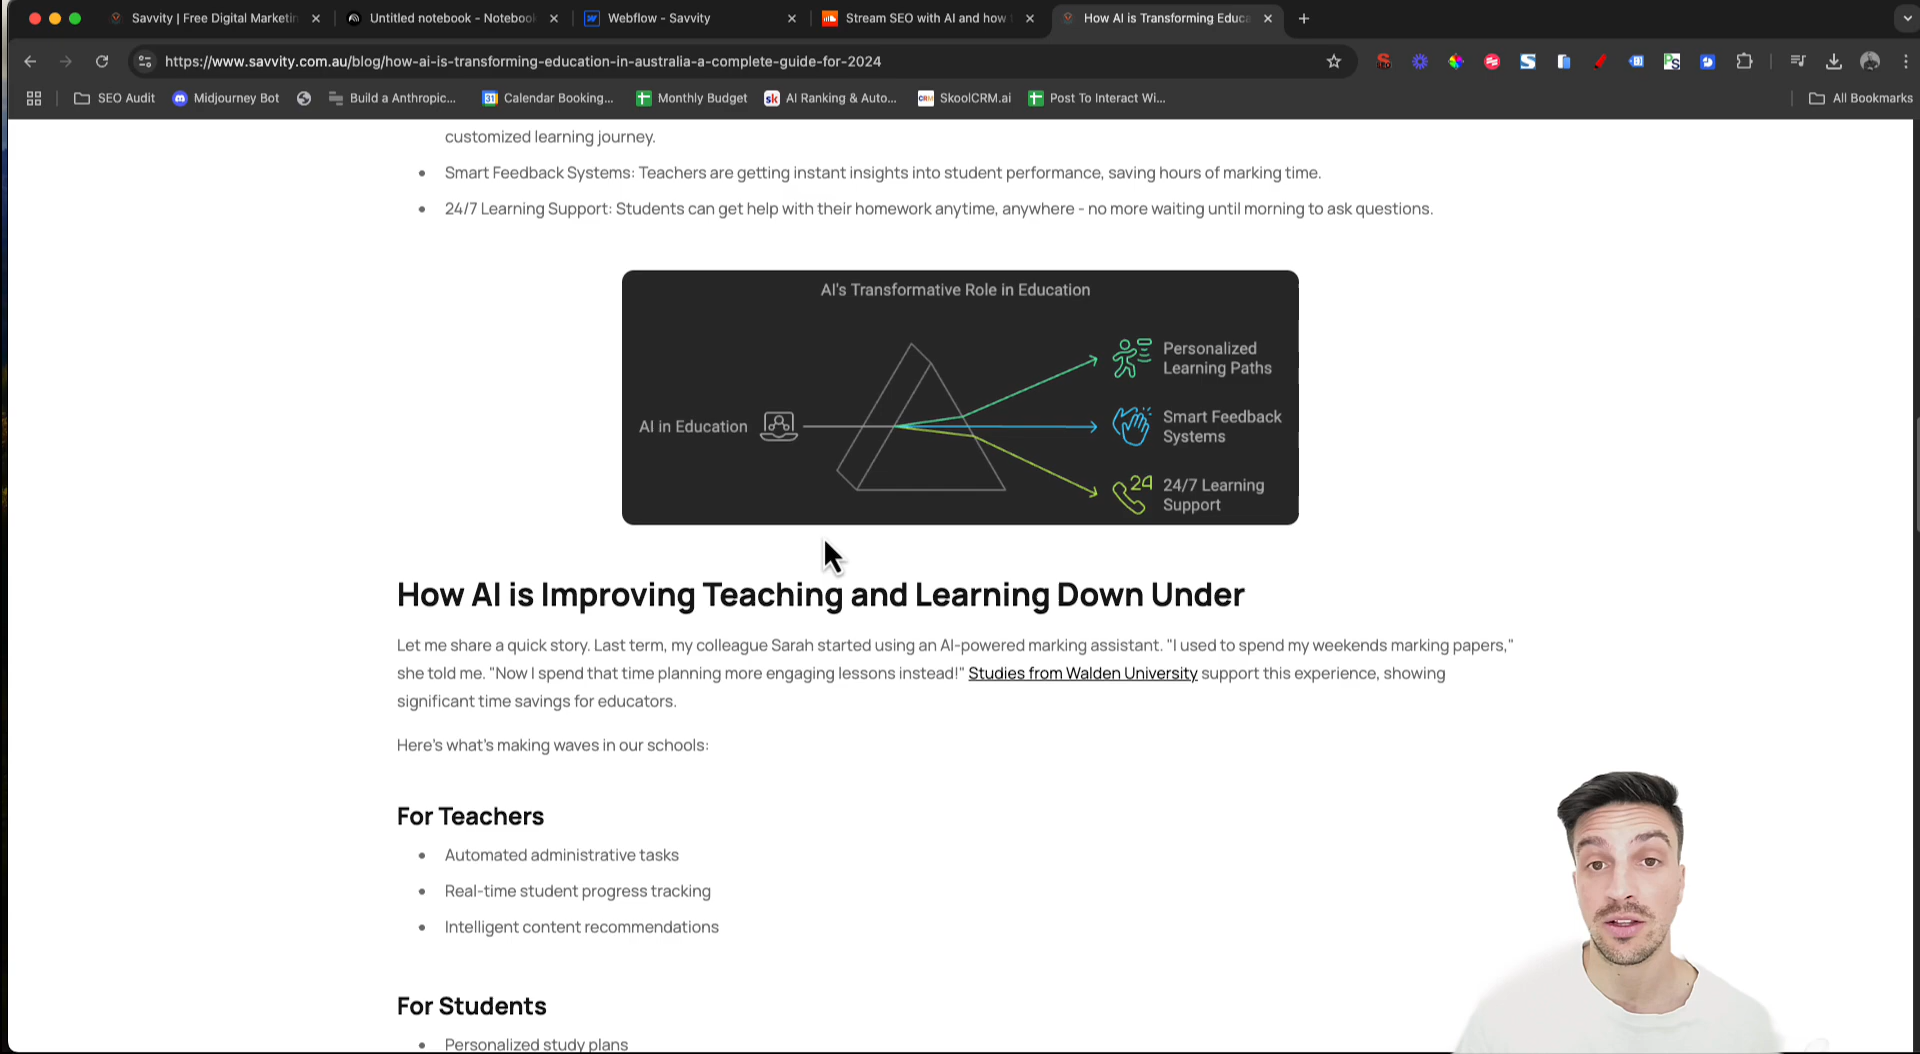 Savvity | Free Digital Marketin
Untitled notebook - Notebook
Webflow - Savvity
Stream SEO with AI and how
How AI is Transforming Educa
https://www.savvity.com.au/blog/how-ai-is-transforming-education-in-australia-a-complete-guide-for-2024
SEO Audit
Midjourney Bot
Build a Anthropic...
Calendar Booking...
Monthly Budget
AI Ranking & Auto...
SkoolCRM.ai
Post To Interact Wi...
All Bookmarks
customized learning journey.
• Smart Feedback Systems: Teachers are getting instant insights into student performance, saving hours of marking time.
• 24/7 Learning Support: Students can get help with their homework anytime, anywhere - no more waiting until morning to ask questions.
AI's Transformative Role in Education
AI in Education
Personalized
Learning Paths
Smart Feedback
Systems
24
24/7 Learning
Support
How AI is Improving Teaching and Learning Down Under
Let me share a quick story. Last term, my colleague Sarah started using an AI-powered marking assistant. "I used to spend my weekends marking papers,"
she told me. "Now I spend that time planning more engaging lessons instead!" Studies from Walden University support this experience, showing
significant time savings for educators.
Here's what's making waves in our schools:
For Teachers
• Automated administrative tasks
• Real-time student progress tracking
• Intelligent content recommendations
For Students
• Personalized study plans